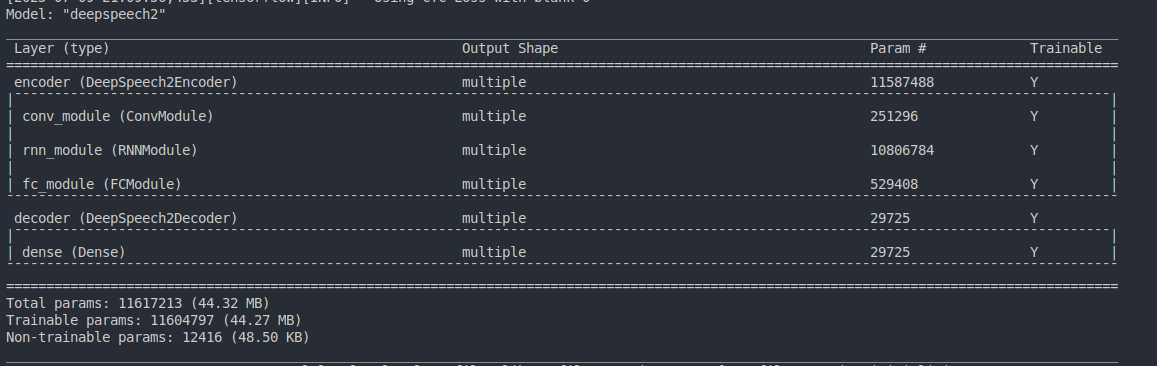 Model: "deepspeech2"
Layer (type) Output Shape Param # Trainable
encoder (DeepSpeech2Encoder) multiple 11587488 Y
| conv_module (ConvModule) multiple 251296 Y |
| rnn_module (RNNModule) multiple 10806784 Y |
| fc_module (FCModule) multiple 529408 Y |
decoder (DeepSpeech2Decoder) multiple 29725 Y
| dense (Dense) multiple 29725 Y |
Total params: 11617213 (44.32 MB)
Trainable params: 11604797 (44.27 MB)
Non-trainable params: 12416 (48.50 KB)